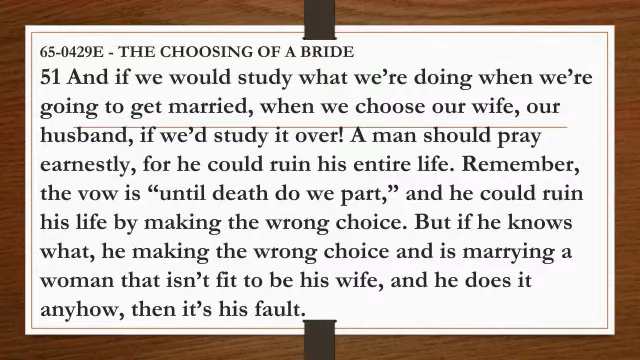 65-0429E - THE CHOOSING OF A BRIDE
51 And if we would study what we’re doing when we’re
going to get married, when we choose our wife, our
husband, if we’d study it over! A man should pray
earnestly, for he could ruin his entire life. Remember,
the vow is “until death do we part,” and he could ruin
his life by making the wrong choice. But if he knows
what, he making the wrong choice and is marrying a
woman that isn’t fit to be his wife, and he does it
anyhow, then it’s his fault.